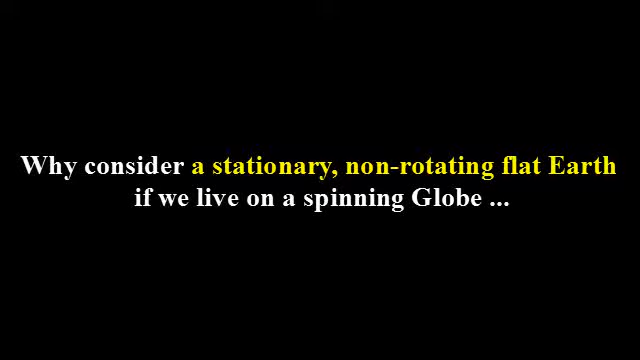 Why consider a stationary, non-rotating flat Earth
if we live on a spinning Globe ...